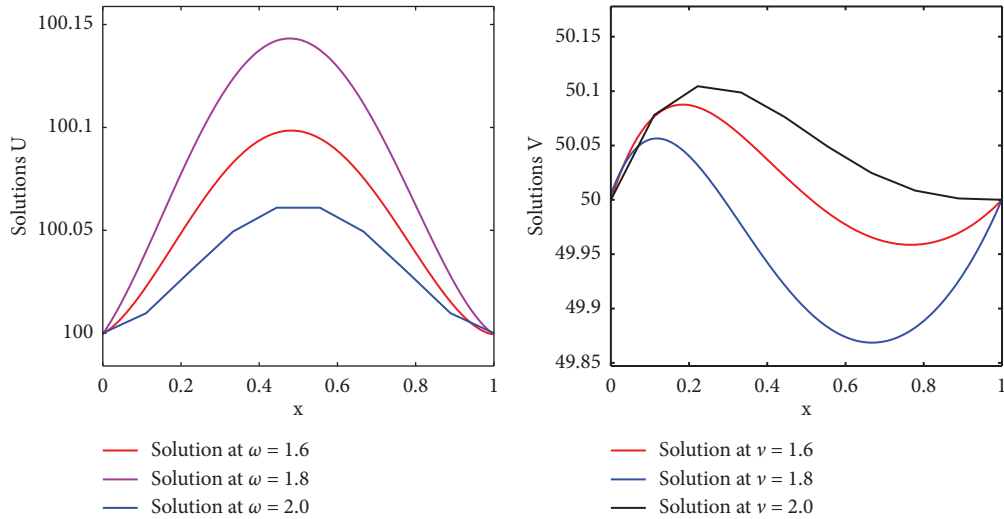 Solutions U
100.15
100.1
100.05
100
0
0.2
0.4
0.6
0.8
1
x
Solution at ω = 1.6
Solution at ω = 1.8
Solution at ω = 2.0
Solutions V
50.15
50.1
50.05
50
49.95
49.9
49.85
0
0.2
0.4
0.6
0.8
1
x
Solution at ν = 1.6
Solution at ν = 1.8
Solution at ν = 2.0